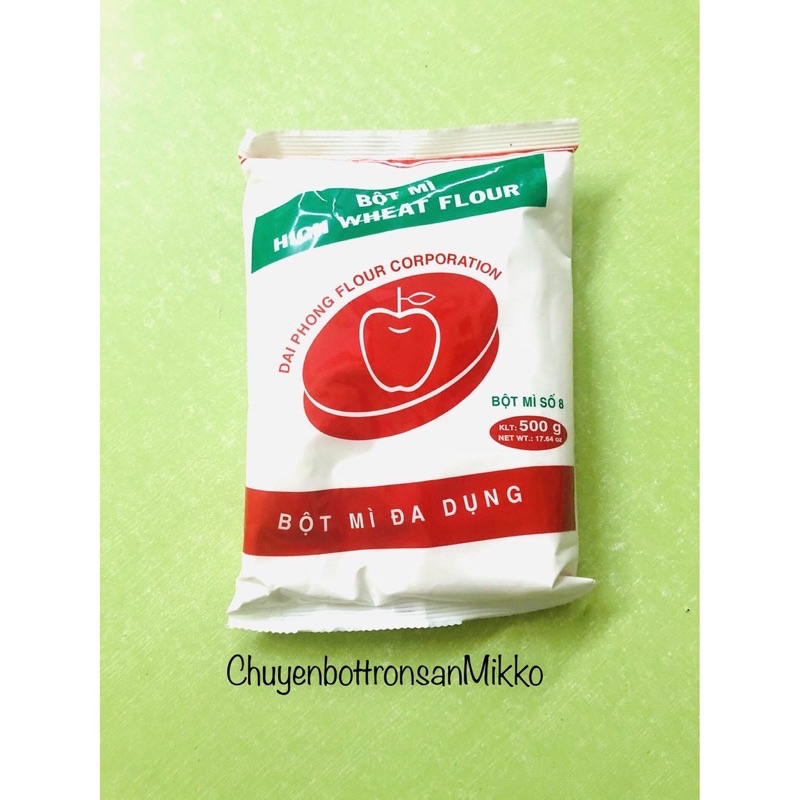 BỘT MÌ
HIGH WHEAT FLOUR
DAI PHONG FLOUR CORPORATION
BỘT MÌ SỐ 8
KLT: 500 g
NET WT.: 17.64 oz
BỘT MÌ ĐA DỤNG
ChuyenbottronsanMikko